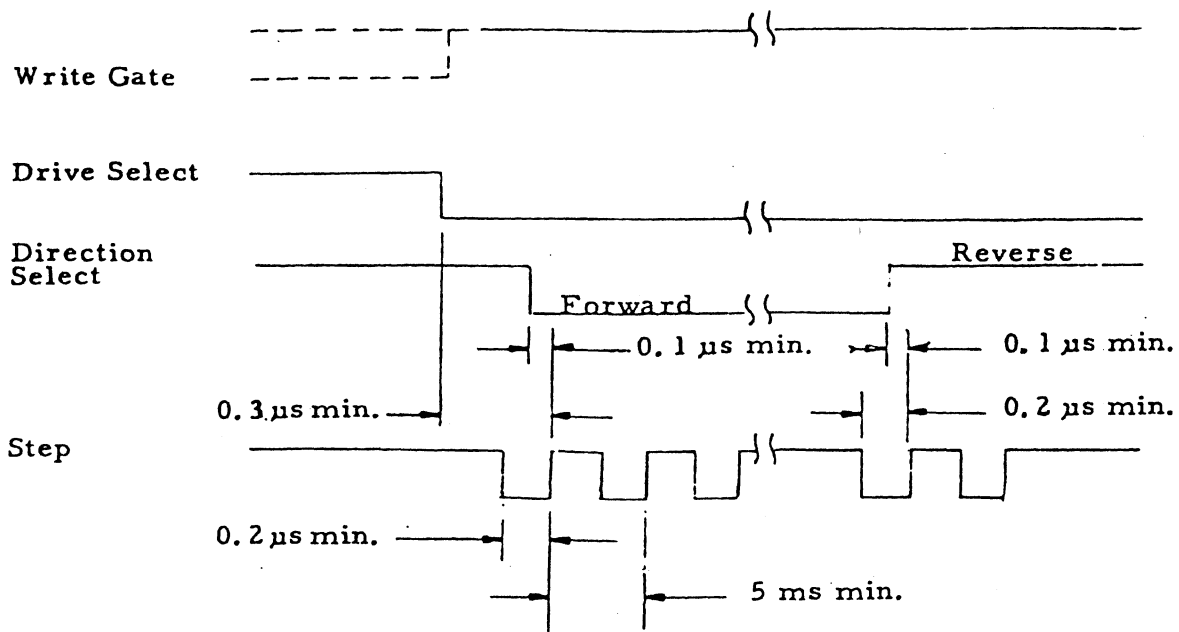 Write Gate
Drive Select
Direction
Select
Reverse
Forward
0.1 µs min.
0.1 µs min.
0.3 µs min.
0.2 µs min.
Step
0.2 µs min.
5 ms min.